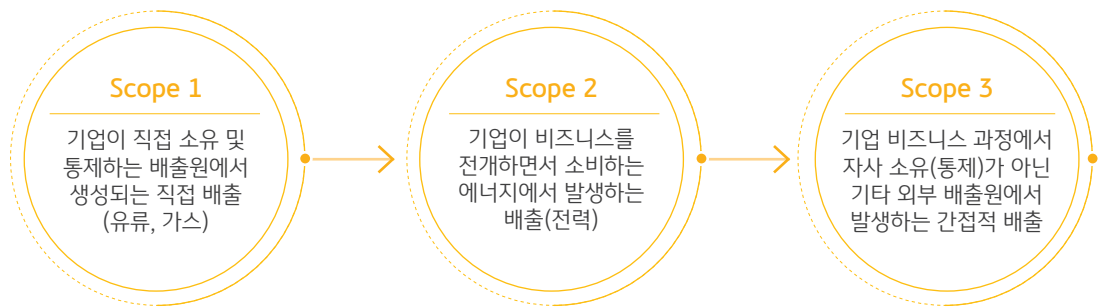 Scope 1
기업이 직접 소유 및
통제하는 배출원에서
생성되는 직접 배출
(유류, 가스)
Scope 2
기업이 비즈니스를
전개하면서 소비하는
에너지에서 발생하는
배출(전력)
Scope 3
기업 비즈니스 과정에서
자사 소유(통제)가 아닌
기타 외부 배출원에서
발생하는 간접적 배출